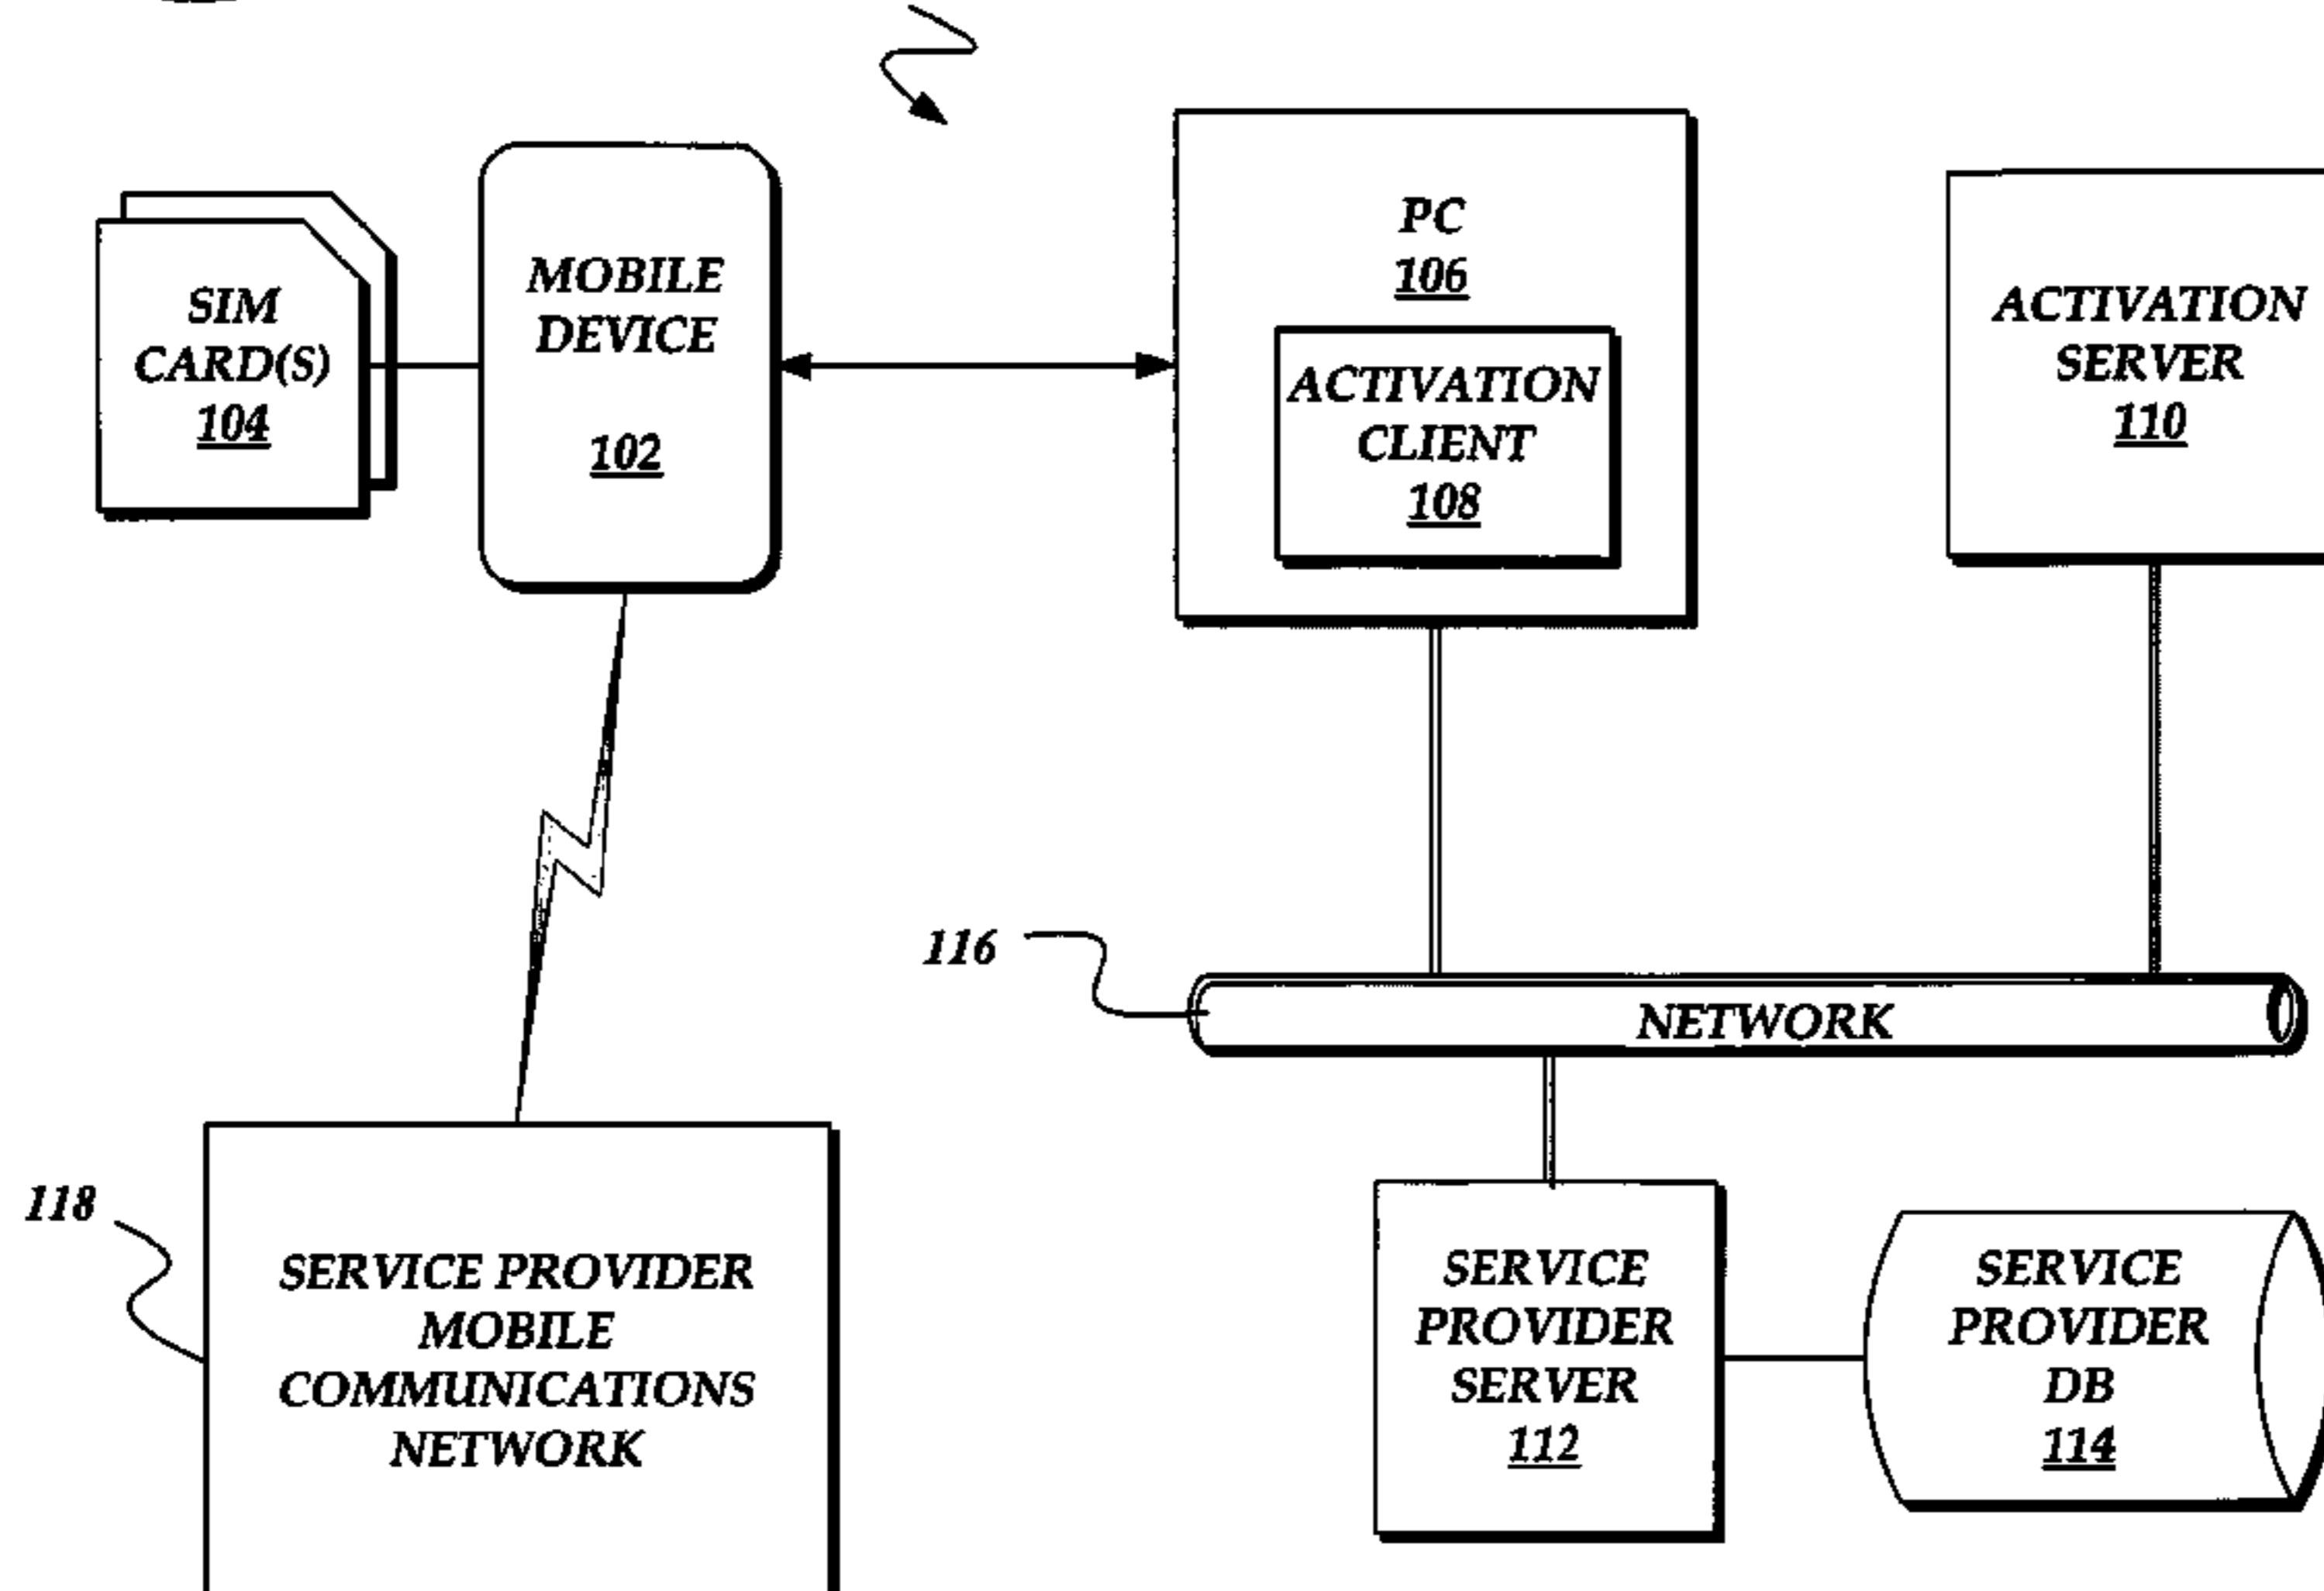 SIM
CARD(S)
104
MOBILE
DEVICE
102
PC
106
ACTIVATION
CLIENT
108
ACTIVATION
SERVER
110
116
NETWORK
118
SERVICE PROVIDER
MOBILE
COMMUNICATIONS
NETWORK
SERVICE
PROVIDER
SERVER
112
SERVICE
PROVIDER
DB
114